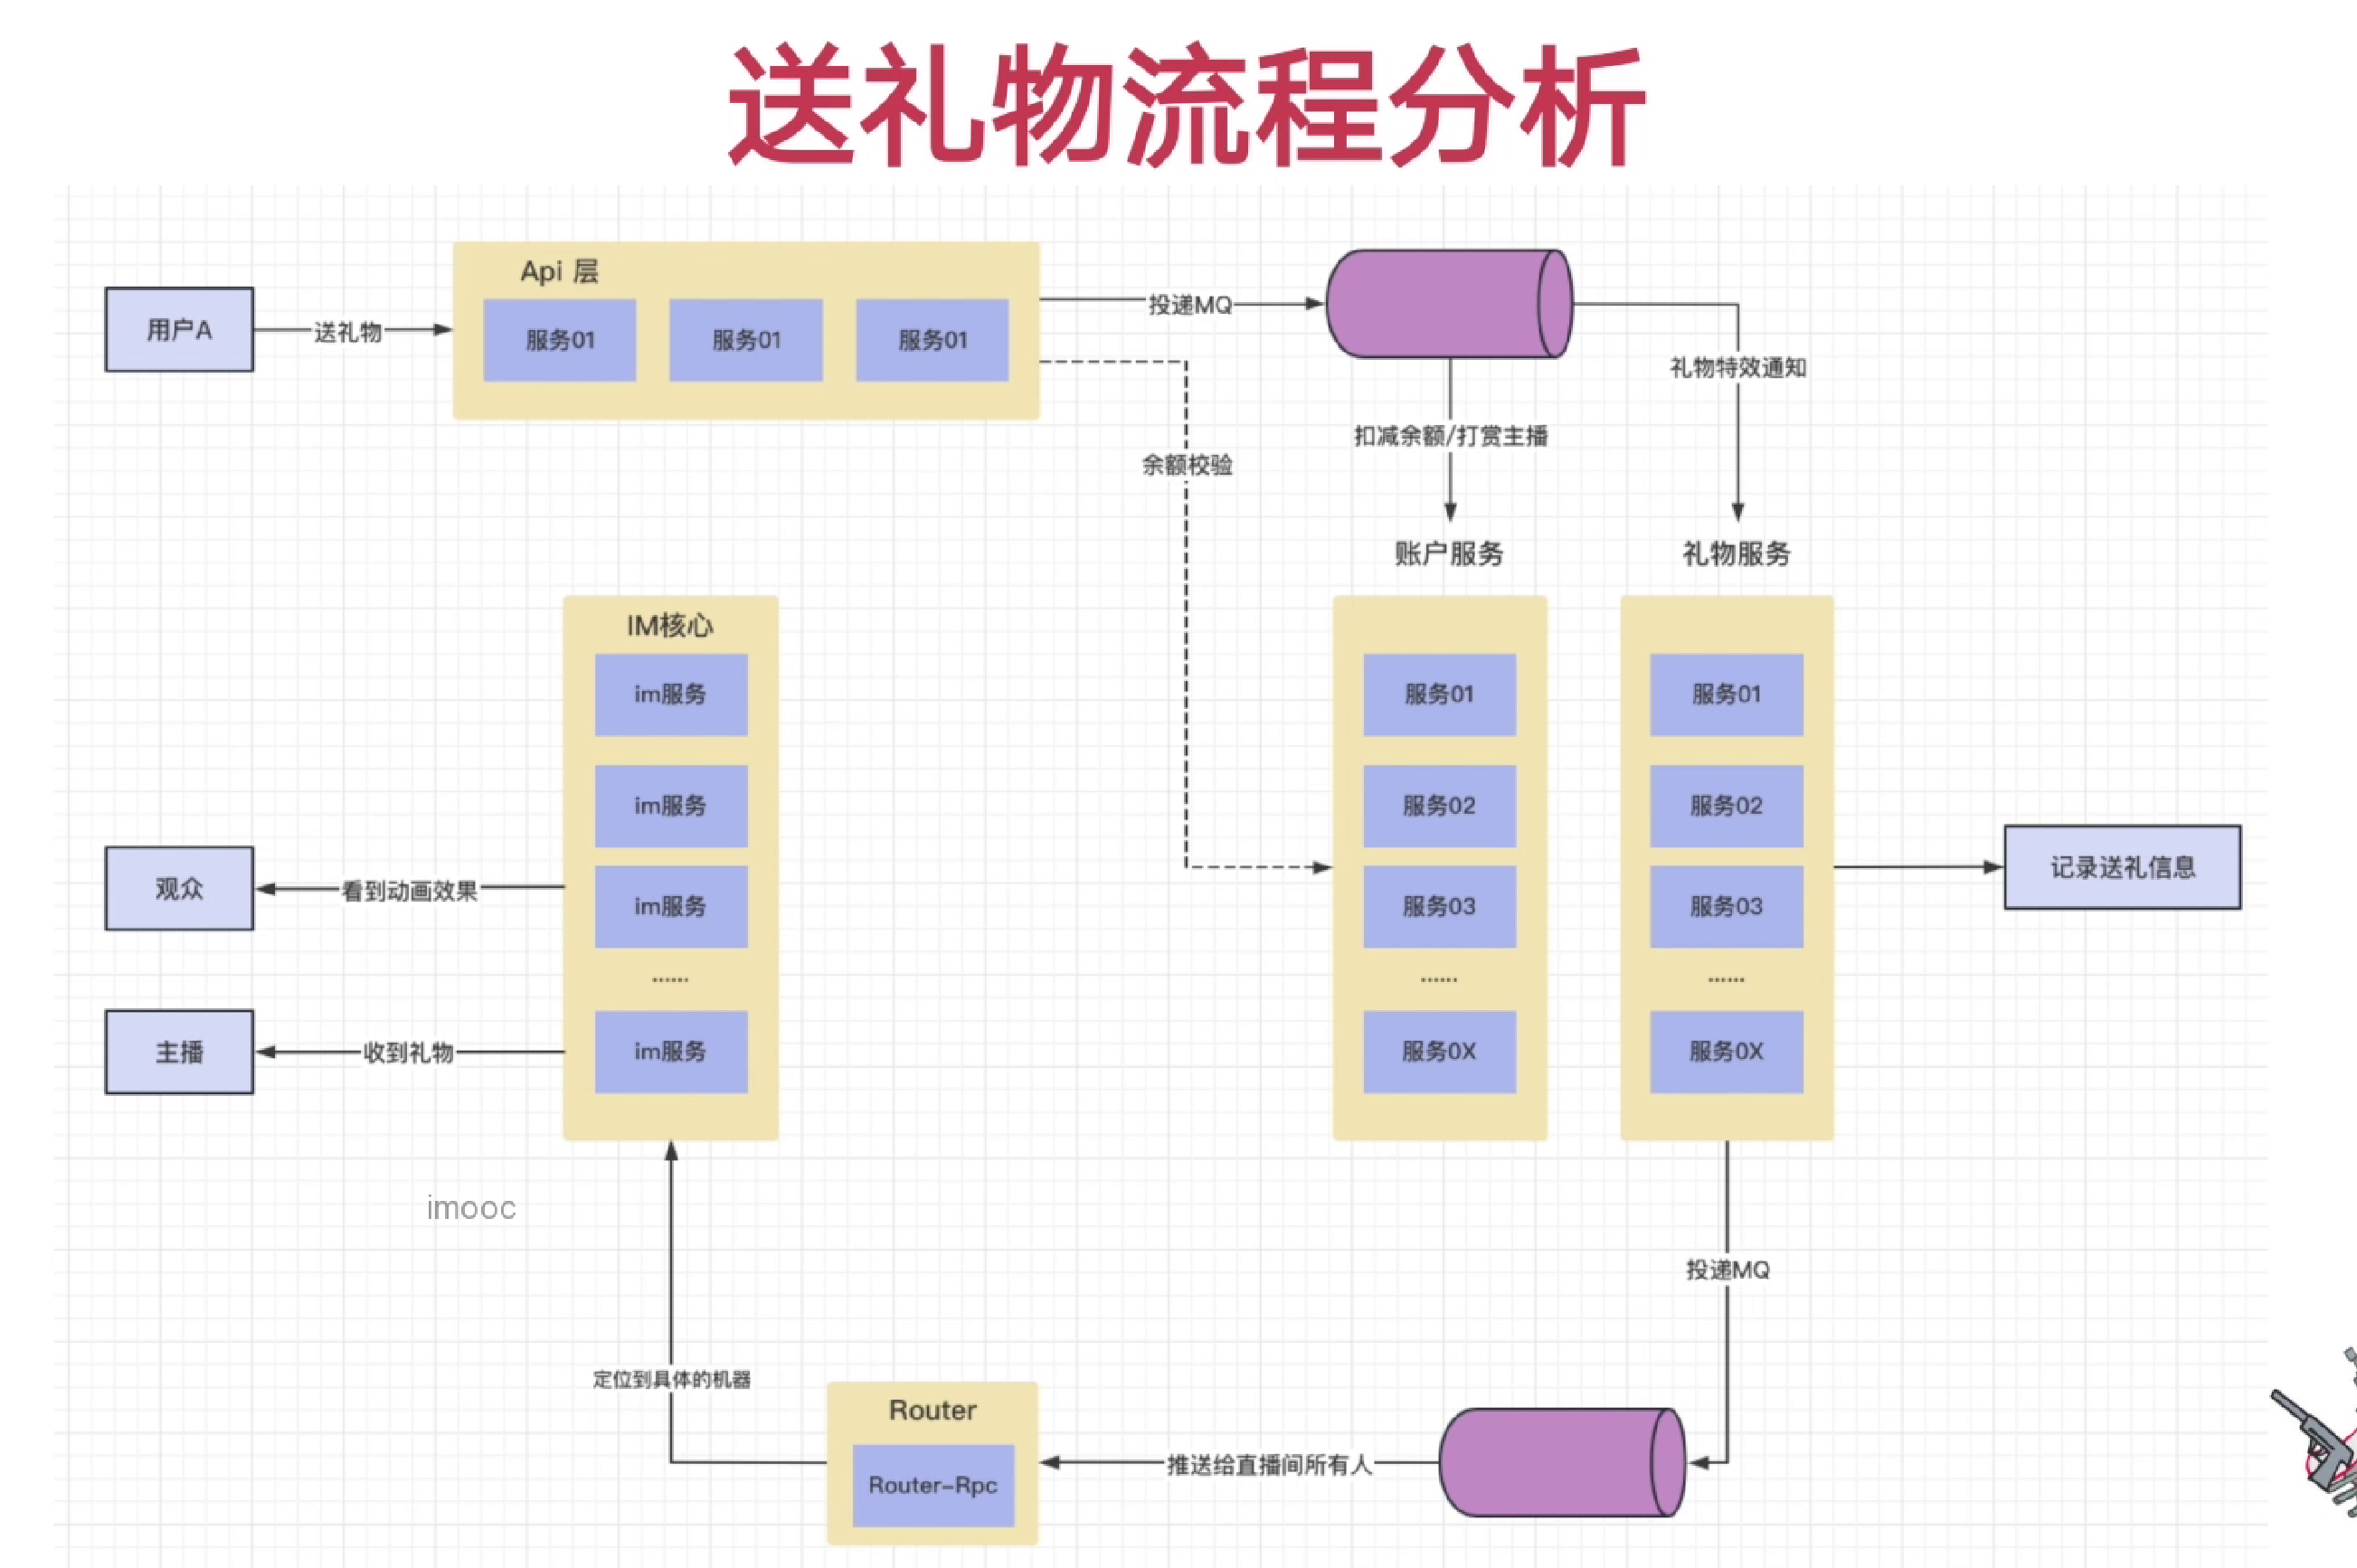 送礼物流程分析
Api 层
用户A
送礼物
服务01
服务01
服务01
投递MQ
礼物特效通知
扣减余额/打赏主播
余额校验
账户服务
礼物服务
IM核心
im服务
im服务
im服务
......
im服务
服务01
服务02
服务03
......
服务0X
服务01
服务02
服务03
......
服务0X
记录送礼信息
观众
看到动画效果
主播
收到礼物
imooc
投递MQ
定位到具体的机器
Router
Router-Rpc
推送给直播间所有人